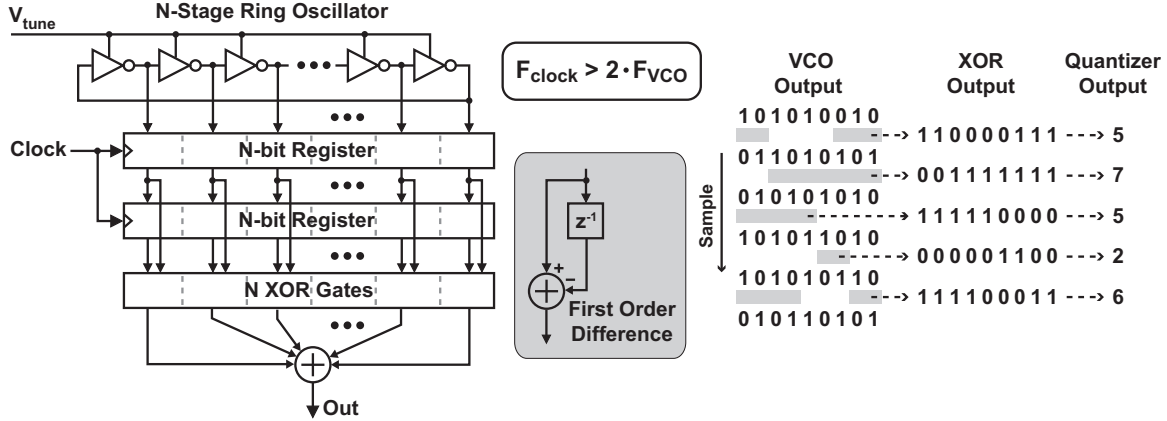 N-Stage Ring Oscillator
V_tune
F_clock > 2·F_VCO
Clock
N-bit Register
N-bit Register
N XOR Gates
Out
z⁻¹
+
−
First Order
Difference
VCO
Output
XOR
Output
Quantizer
Output
Sample
1 0 1 0 1 0 0 1 0
1 1 0 0 0 0 1 1 1 5
0 1 1 0 1 0 1 0 1
0 0 1 1 1 1 1 1 1 7
0 1 0 1 0 1 0 1 0
1 1 1 1 1 0 0 0 0 5
1 0 1 0 1 1 0 1 0
0 0 0 0 0 1 1 0 0 2
1 0 1 0 1 0 1 1 0
1 1 1 1 0 0 0 1 1 6
0 1 0 1 1 0 1 0 1